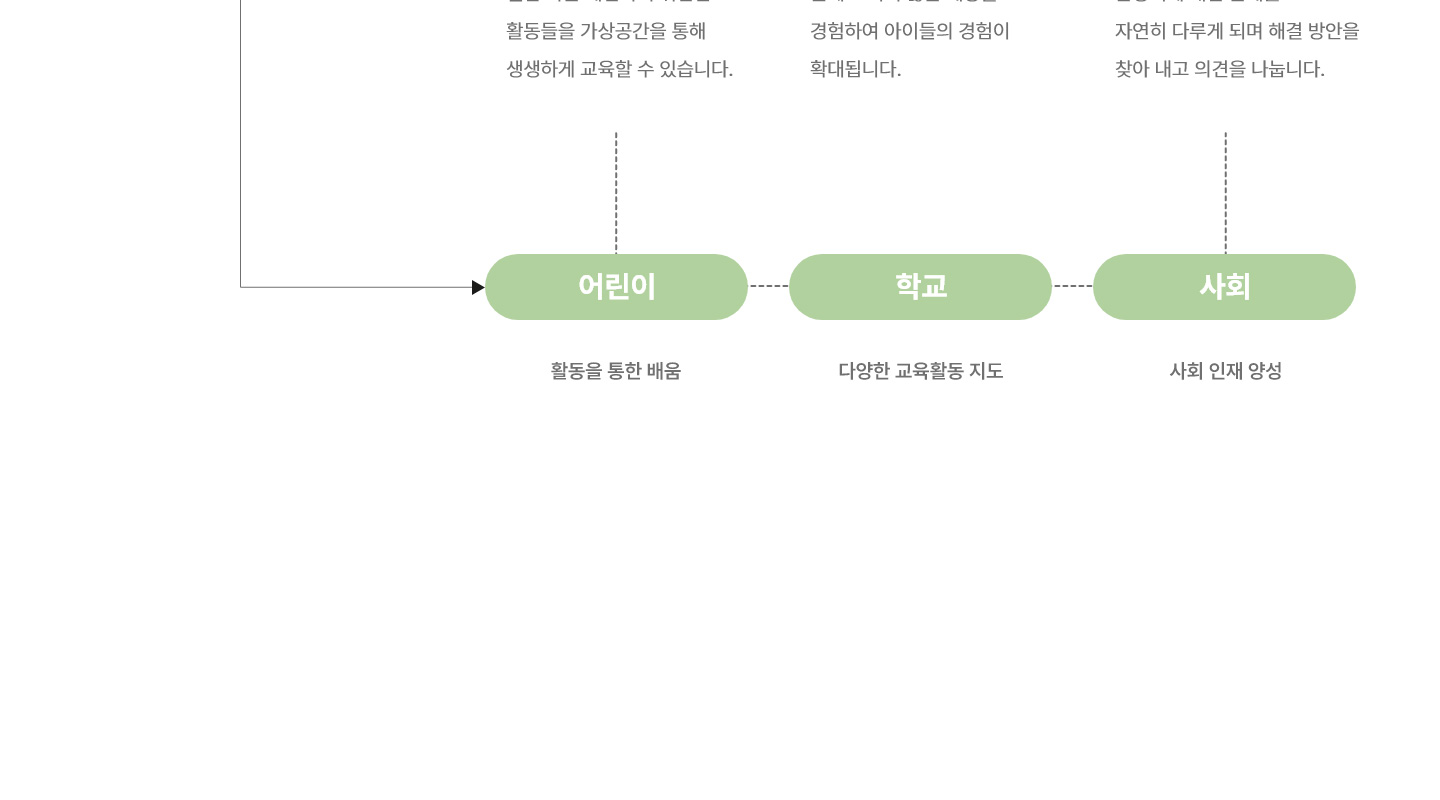 활동들을 가상공간을 통해
생생하게 교육할 수 있습니다.
경험하여 아이들의 경험이
확대됩니다.
자연히 다루게 되며 해결 방안을
찾아 내고 의견을 나눕니다.
어린이
학교
사회
활동을 통한 배움
다양한 교육활동 지도
사회 인재 양성